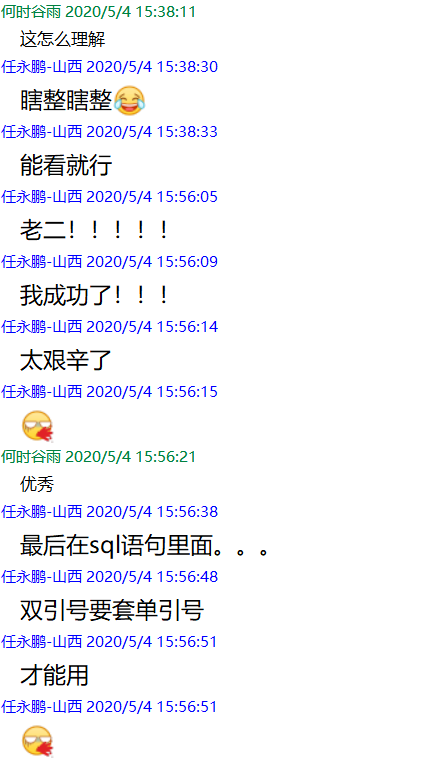 何时谷雨 2020/5/4 15:38:11
这怎么理解
任永鹏-山西 2020/5/4 15:38:30
瞎整瞎整😂
任永鹏-山西 2020/5/4 15:38:33
能看就行
任永鹏-山西 2020/5/4 15:56:05
老二！！！！！
任永鹏-山西 2020/5/4 15:56:09
我成功了！！！
任永鹏-山西 2020/5/4 15:56:14
太艰辛了
任永鹏-山西 2020/5/4 15:56:15
何时谷雨 2020/5/4 15:56:21
优秀
任永鹏-山西 2020/5/4 15:56:38
最后在sql语句里面。。。
任永鹏-山西 2020/5/4 15:56:48
双引号要套单引号
任永鹏-山西 2020/5/4 15:56:51
才能用
任永鹏-山西 2020/5/4 15:56:51